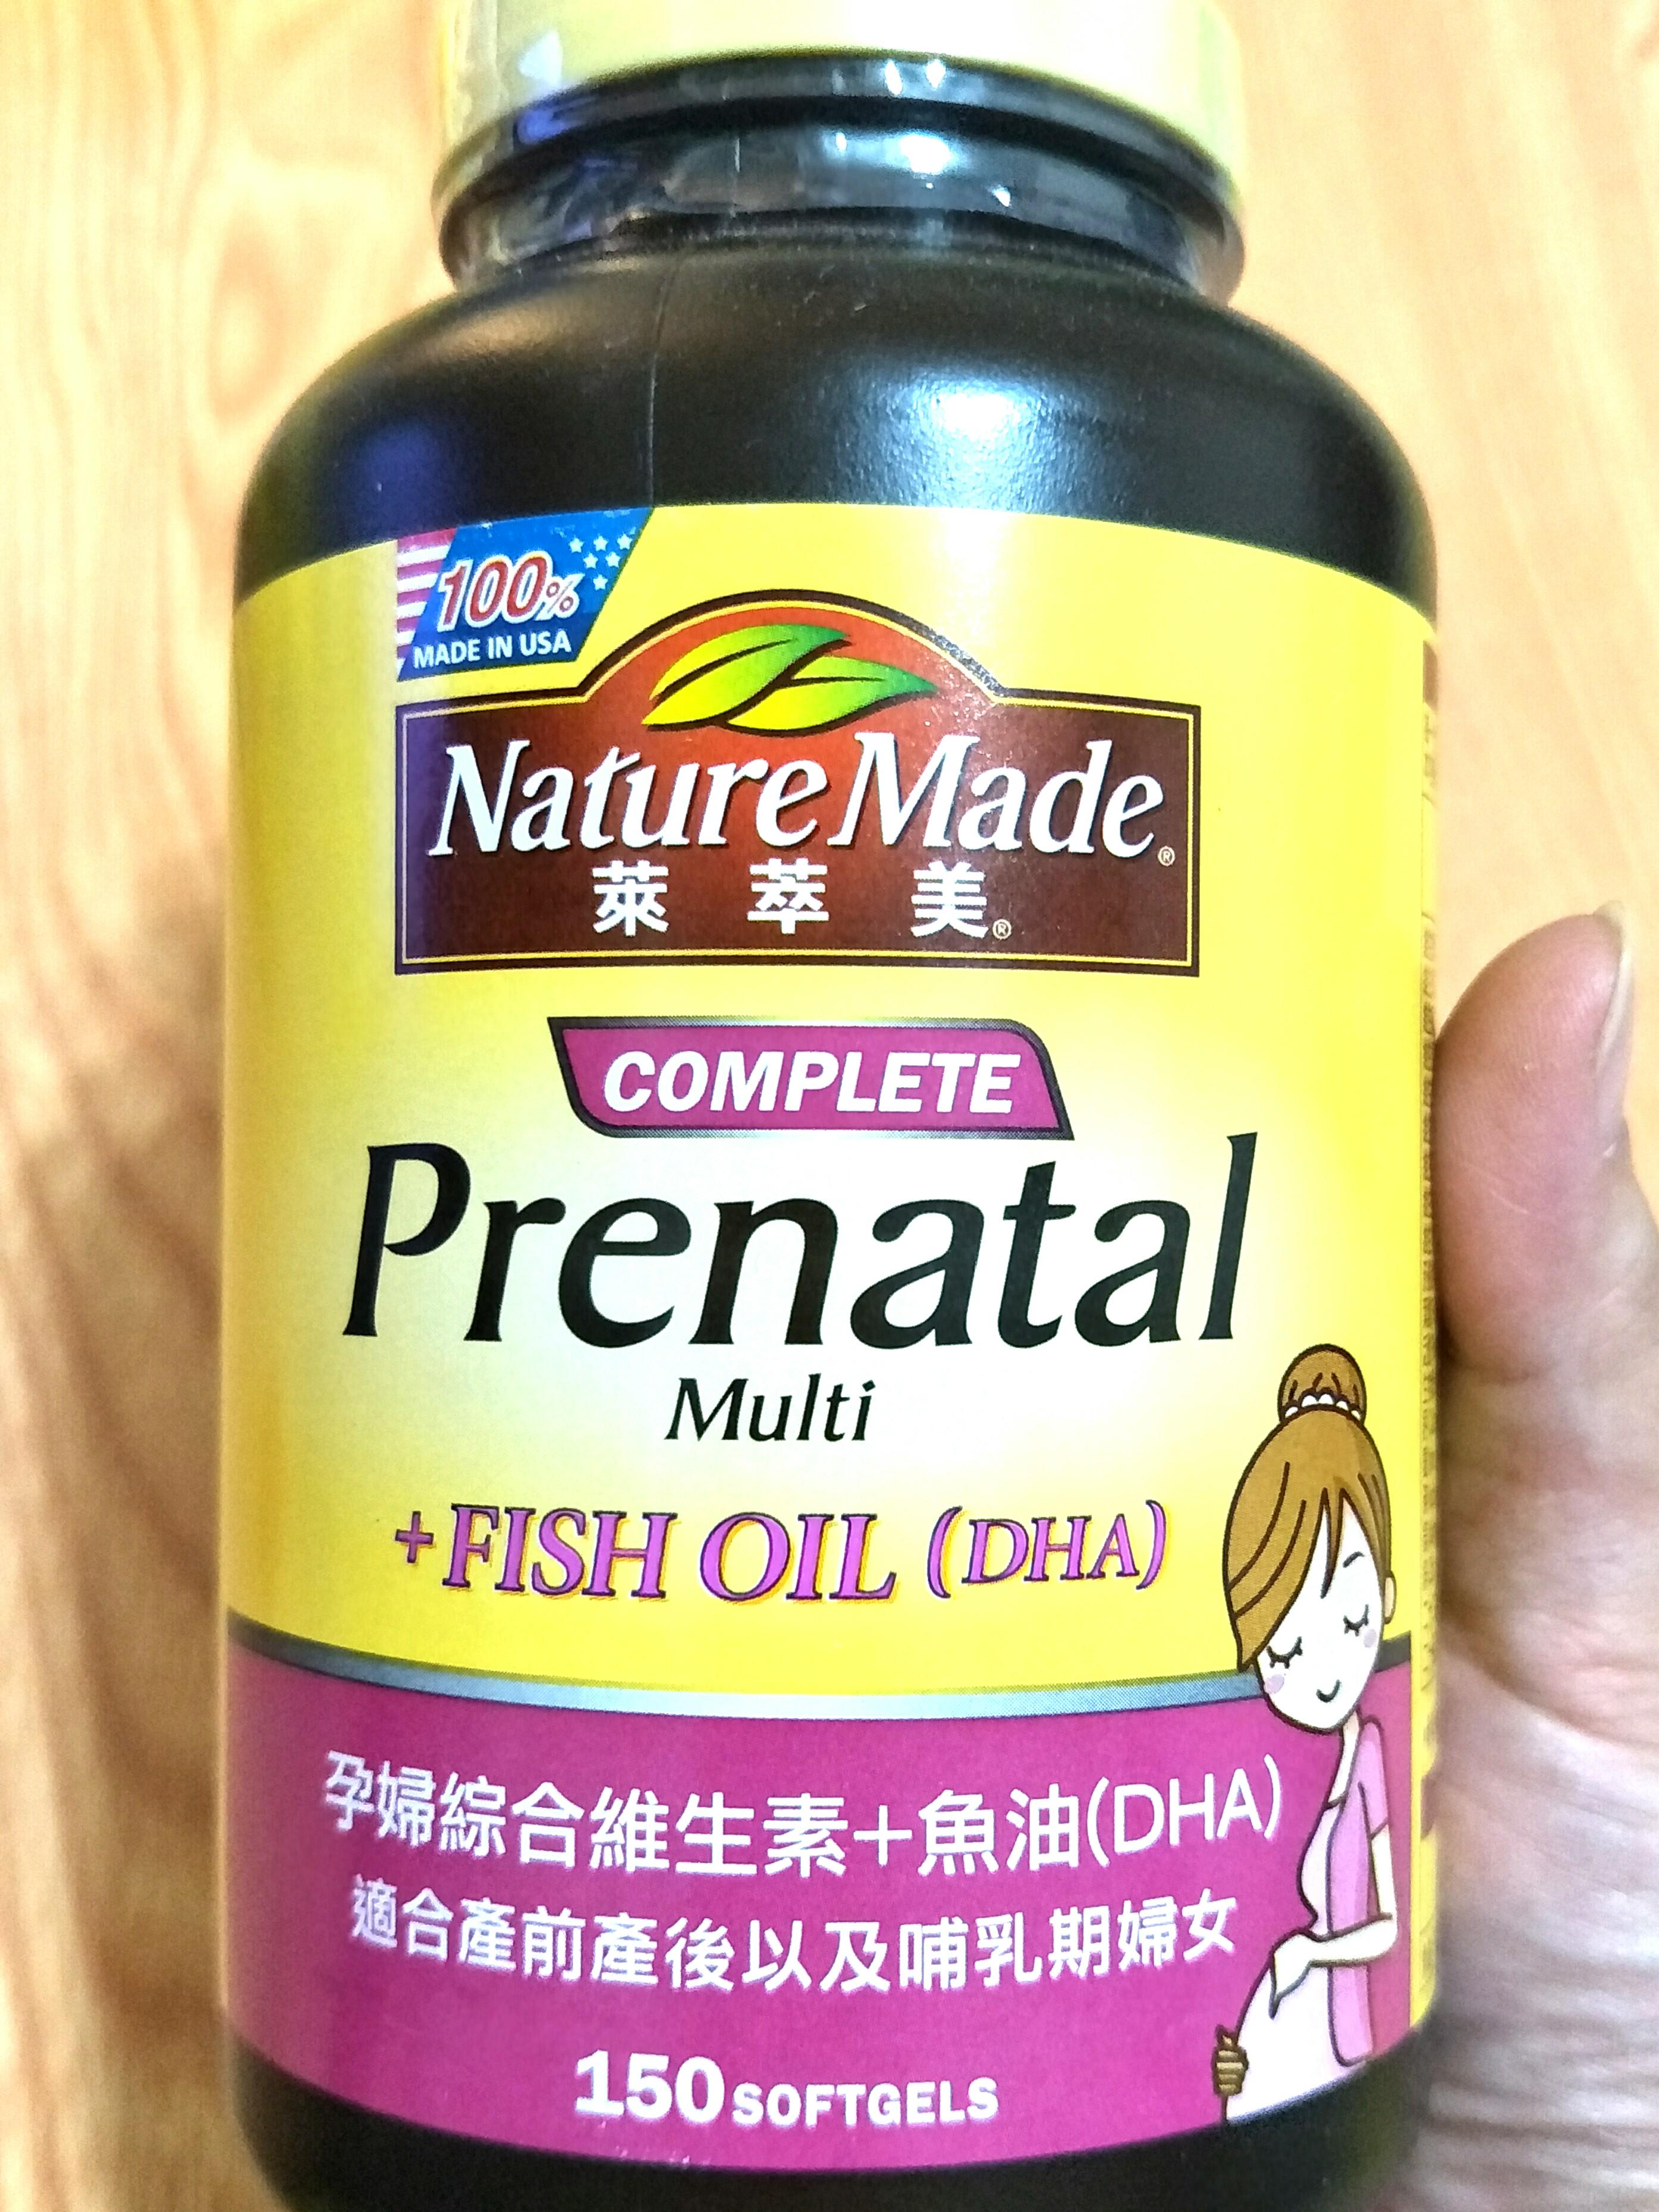 100%
MADE IN USA
Nature Made®
萊萃美®
COMPLETE
Prenatal
Multi
+FISH OIL (DHA)
孕婦綜合維生素+魚油(DHA)
適合產前產後以及哺乳期婦女
150 SOFTGELS